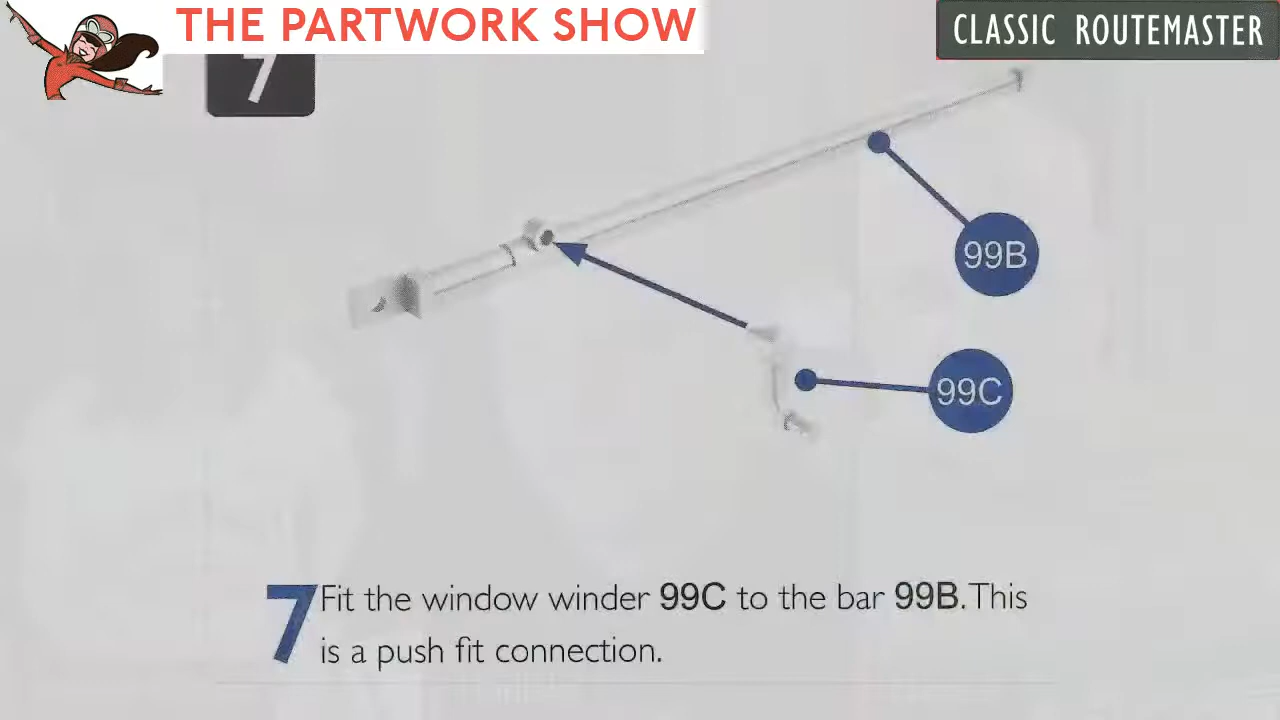 THE PARTWORK SHOW
CLASSIC ROUTEMASTER
7
99B
99C
7 Fit the window winder 99C to the bar 99B. This
is a push fit connection.